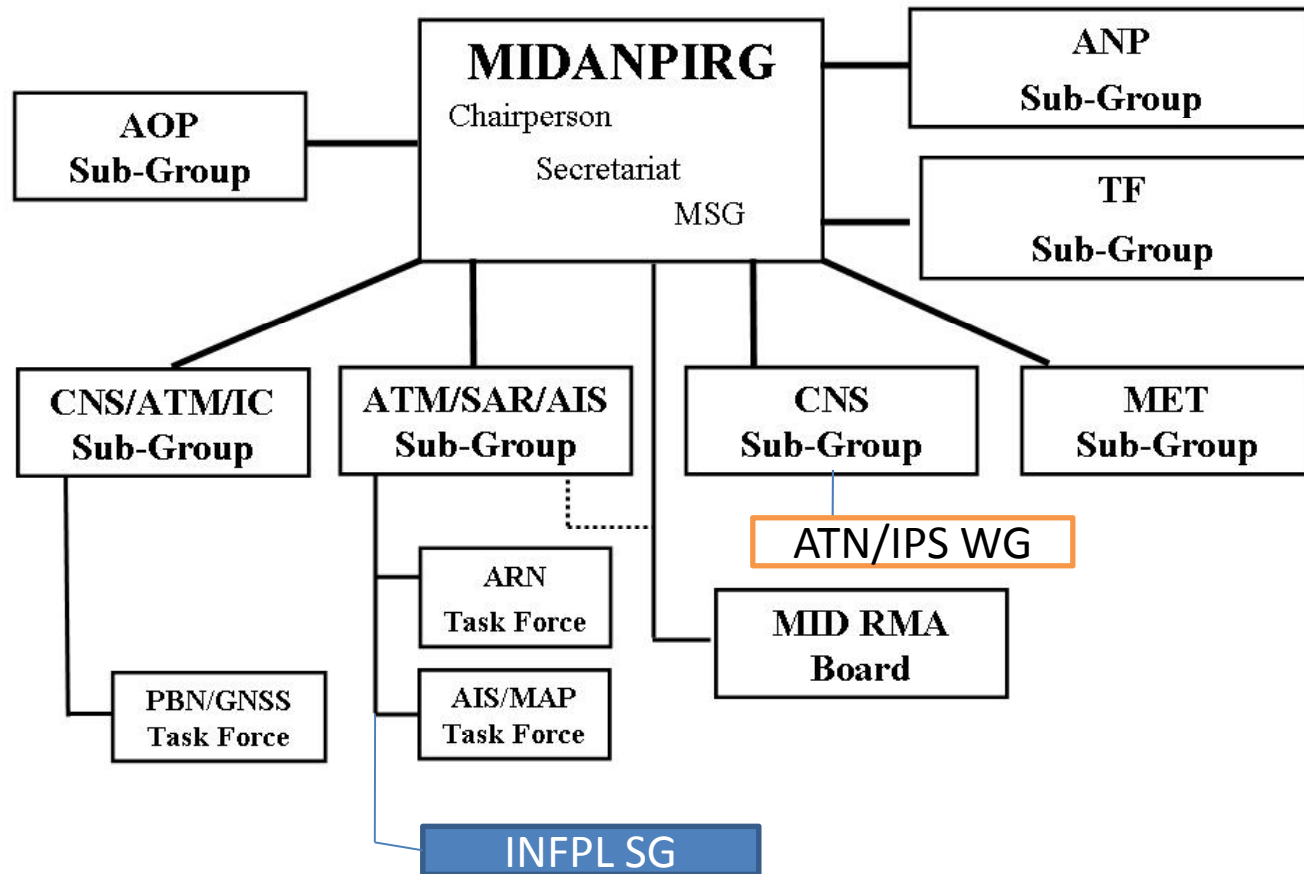 MIDANPIRG
Chairperson
Secretariat
MSG
AOP
Sub-Group
ANP
Sub-Group
TF
Sub-Group
CNS/ATM/IC
Sub-Group
ATM/SAR/AIS
Sub-Group
CNS
Sub-Group
MET
Sub-Group
ATN/IPS WG
ARN
Task Force
MID RMA
Board
PBN/GNSS
Task Force
AIS/MAP
Task Force
INFPL SG